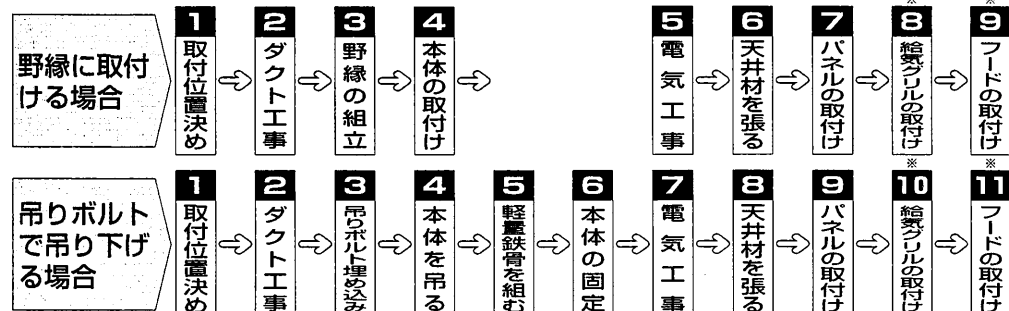 野縁に取付
ける場合
1
取付位置決め
2
ダクト工事
3
野縁の組立
4
本体の取付け
5
電気工事
6
天井材を張る
7
パネルの取付け
※
8
給気グリルの取付け
※
9
フードの取付け
吊りボルト
で吊り下げ
る場合
1
取付位置決め
2
ダクト工事
3
吊りボルト埋め込み
4
本体を吊る
5
軽量鉄骨を組む
6
本体の固定
7
電気工事
8
天井材を張る
9
パネルの取付け
※
10
給気グリルの取付け
※
11
フードの取付け